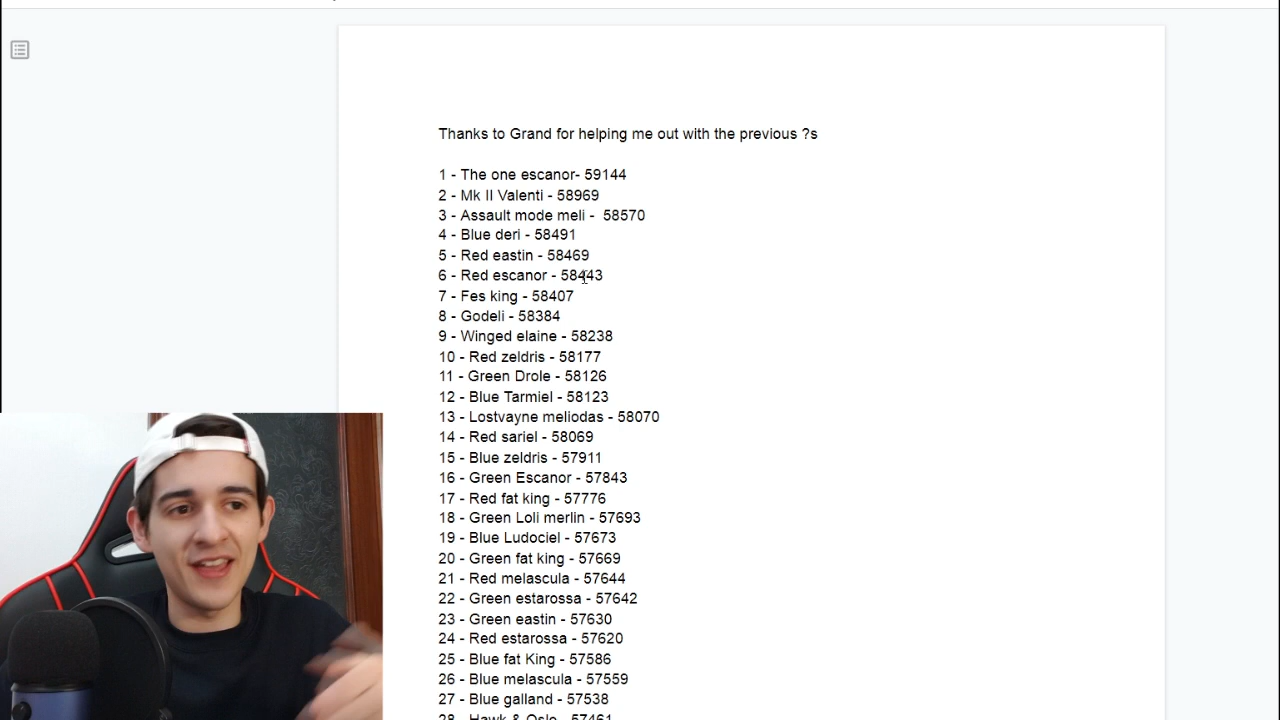 Thanks to Grand for helping me out with the previous ?s
1 - The one escanor- 59144
2 - Mk II Valenti - 58969
3 - Assault mode meli -  58570
4 - Blue deri - 58491
5 - Red eastin - 58469
6 - Red escanor - 58443
7 - Fes king - 58407
8 - Godeli - 58384
9 - Winged elaine - 58238
10 - Red zeldris - 58177
11 - Green Drole - 58126
12 - Blue Tarmiel - 58123
13 - Lostvayne meliodas - 58070
14 - Red sariel - 58069
15 - Blue zeldris - 57911
16 - Green Escanor - 57843
17 - Red fat king - 57776
18 - Green Loli merlin - 57693
19 - Blue Ludociel - 57673
20 - Green fat king - 57669
21 - Red melascula - 57644
22 - Green estarossa - 57642
23 - Green eastin - 57630
24 - Red estarossa - 57620
25 - Blue fat King - 57586
26 - Blue melascula - 57559
27 - Blue galland - 57538
28 - Hawk & Oslo - 57461